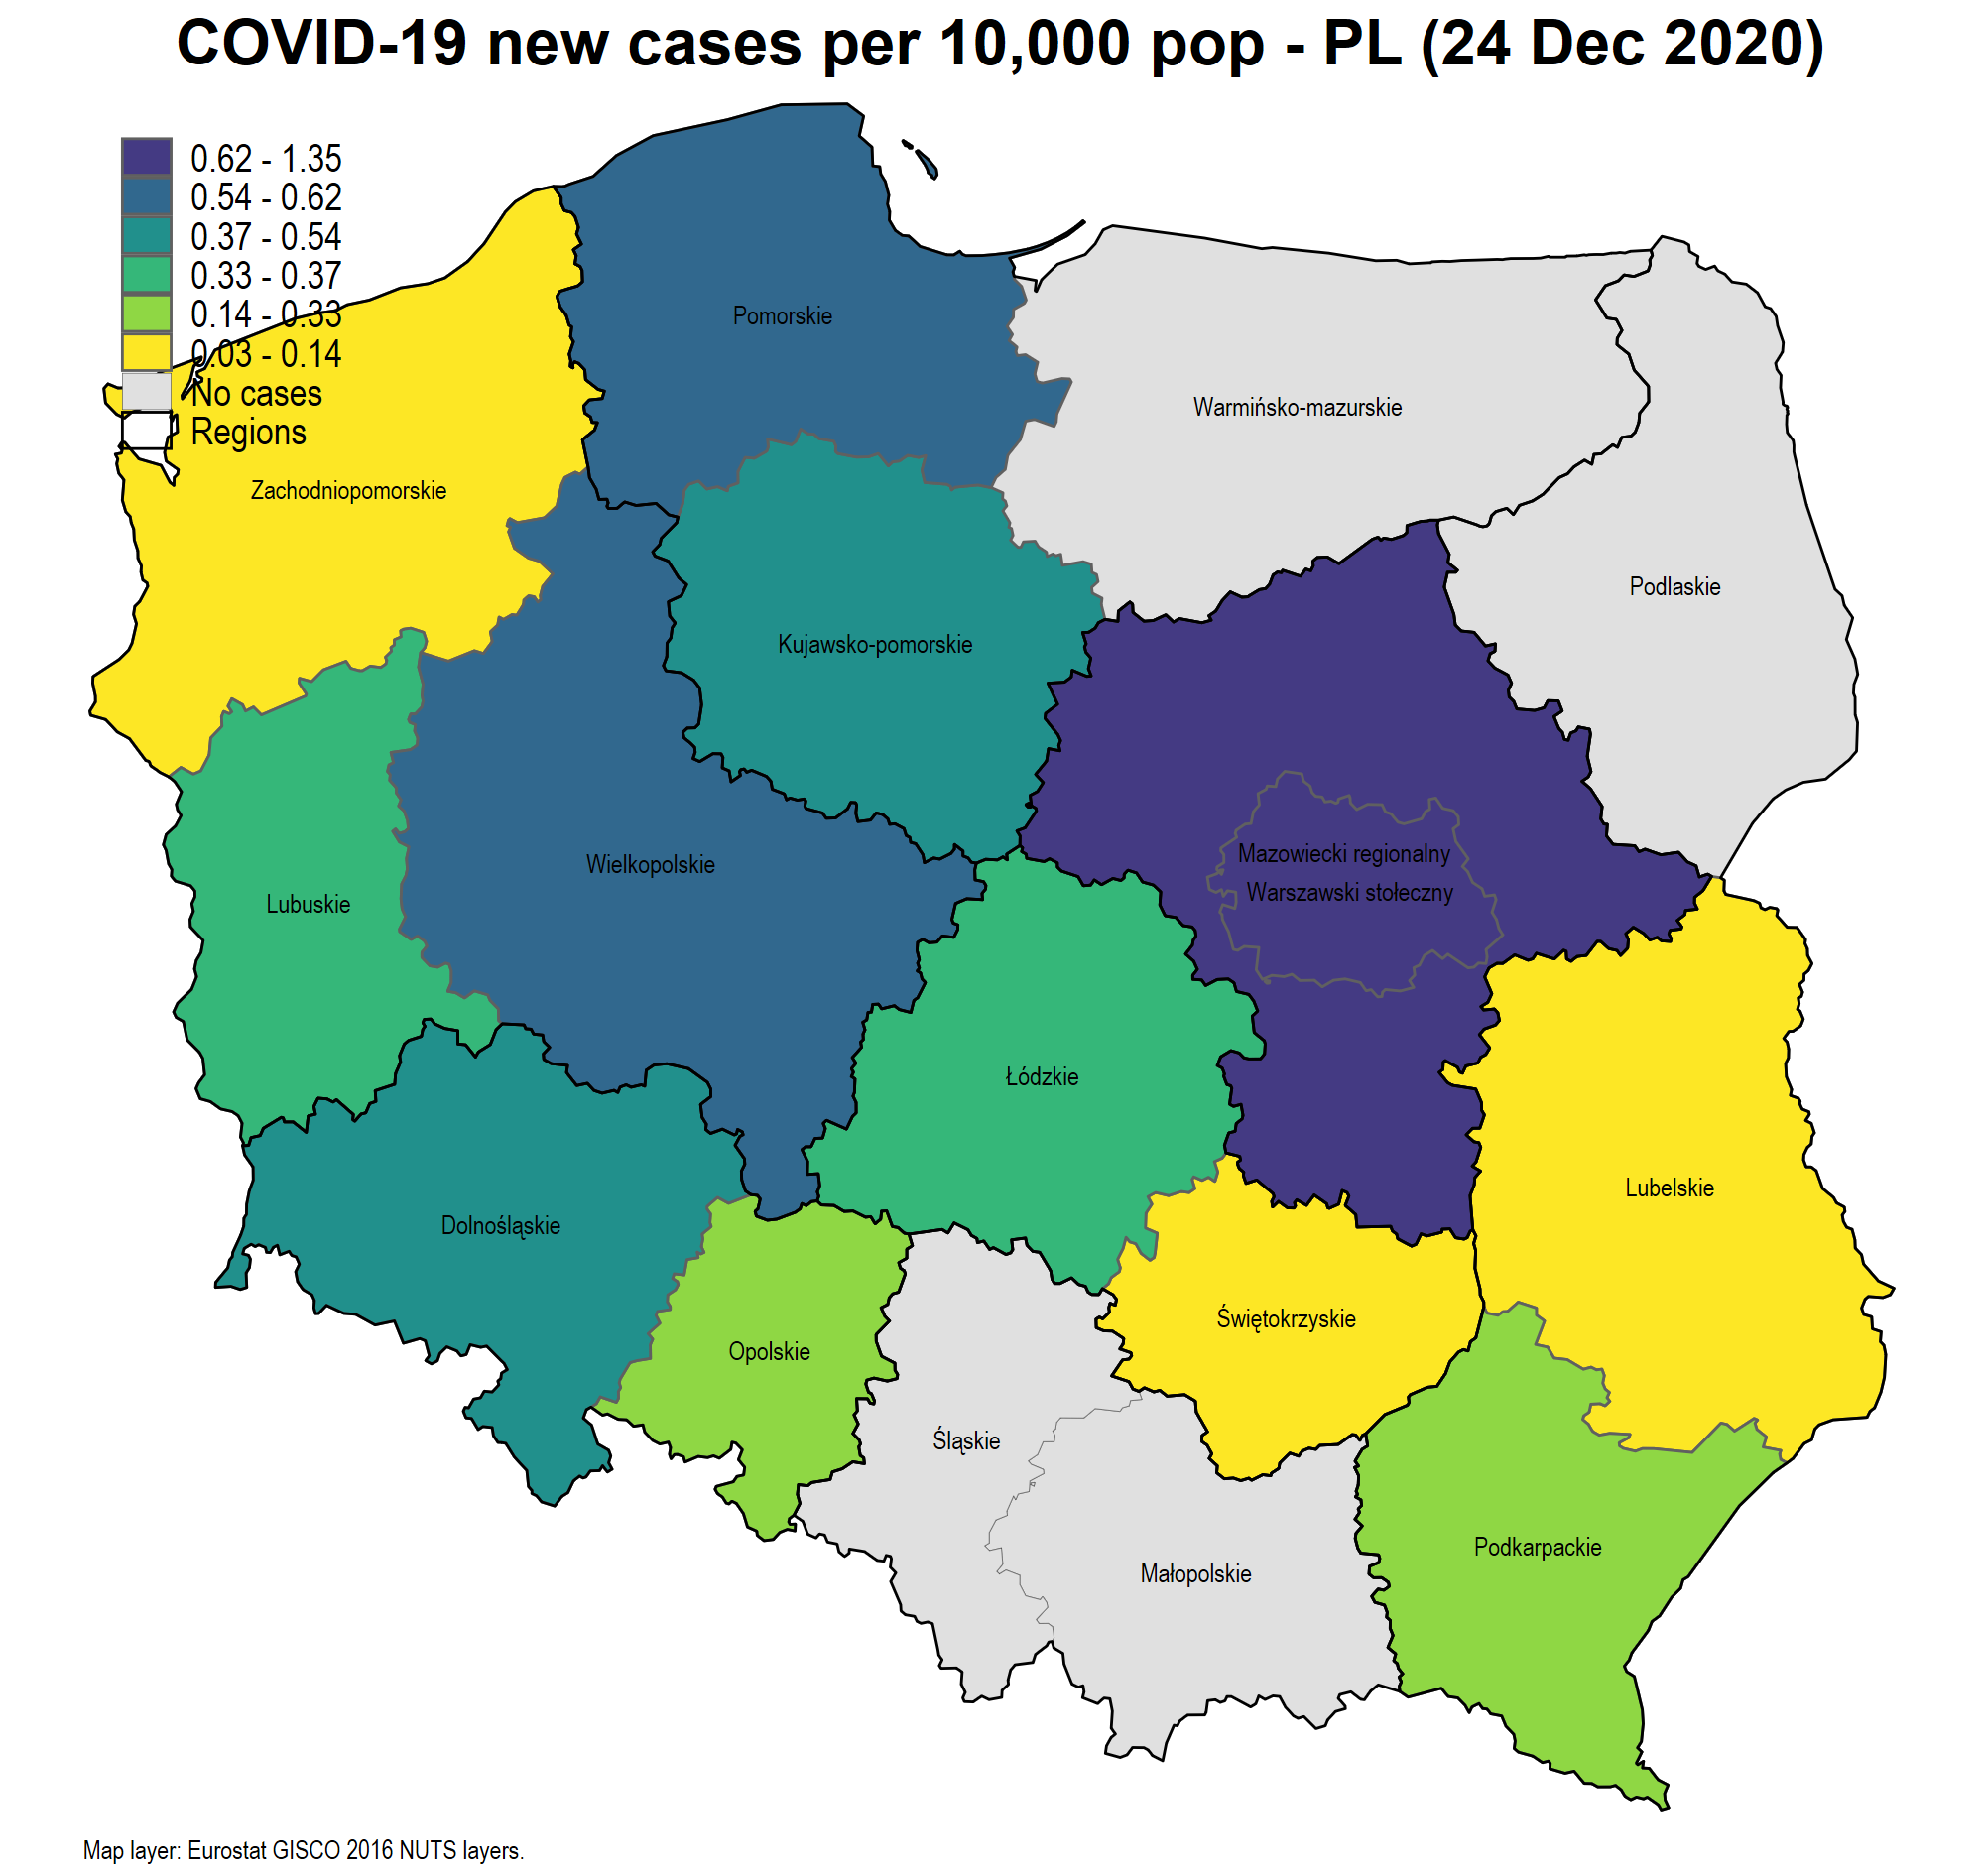 COVID-19 new cases per 10,000 pop - PL (24 Dec 2020)
0.62 - 1.35
0.54 - 0.62
0.37 - 0.54
0.33 - 0.37
0.14 - 0.33
0.03 - 0.14
No cases
Regions
Pomorskie
Warmińsko-mazurskie
Zachodniopomorskie
Podlaskie
Kujawsko-pomorskie
Mazowiecki regionalny
Wielkopolskie
Warszawski stołeczny
Lubuskie
Łódzkie
Lubelskie
Dolnośląskie
Świętokrzyskie
Opolskie
Śląskie
Podkarpackie
Małopolskie
Map layer: Eurostat GISCO 2016 NUTS layers.